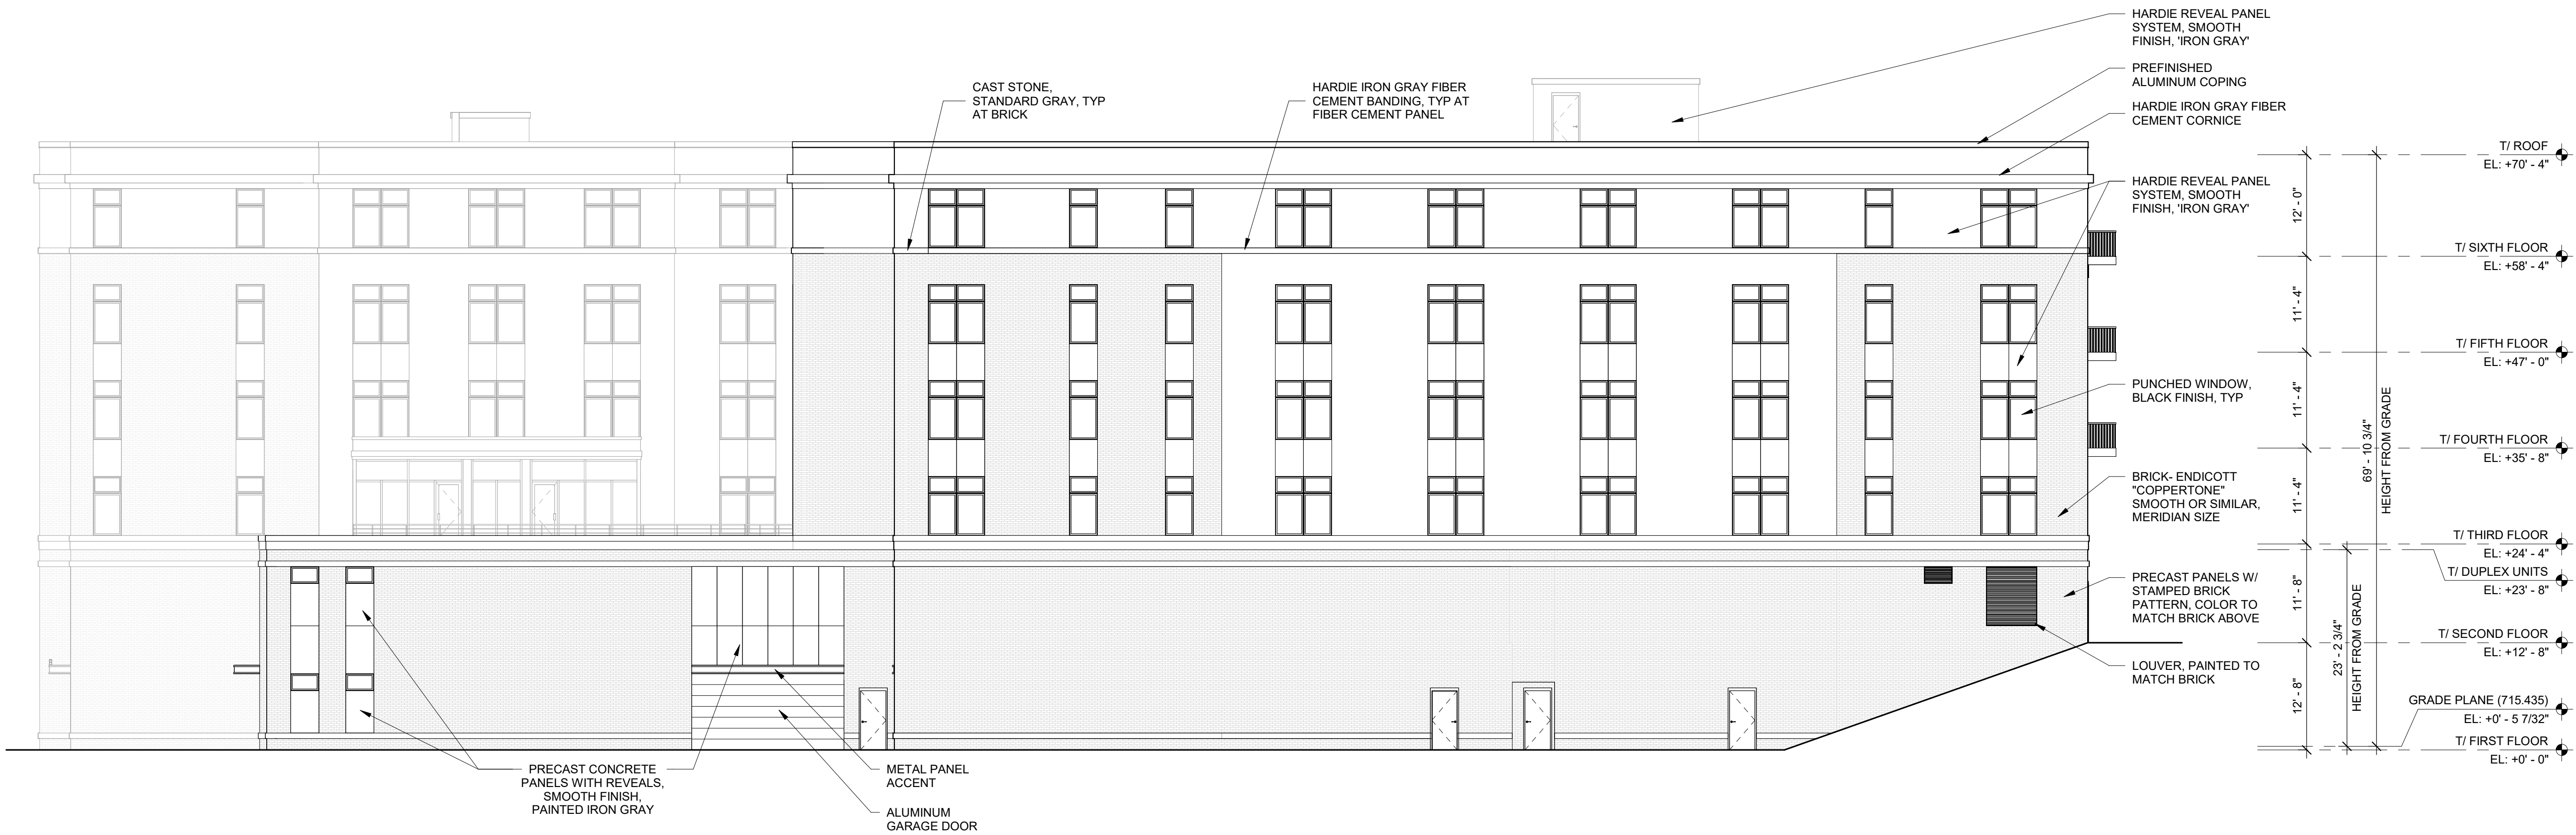 HARDIE REVEAL PANEL
SYSTEM, SMOOTH
FINISH, 'IRON GRAY'
PREFINISHED
ALUMINUM COPING
CAST STONE,
STANDARD GRAY, TYP
AT BRICK
HARDIE IRON GRAY FIBER
CEMENT BANDING, TYP AT
FIBER CEMENT PANEL
HARDIE IRON GRAY FIBER
CEMENT CORNICE
T/ ROOF
EL: +70' - 4"
HARDIE REVEAL PANEL
SYSTEM, SMOOTH
FINISH, 'IRON GRAY'
12' - 0"
T/ SIXTH FLOOR
EL: +58' - 4"
11' - 4"
T/ FIFTH FLOOR
EL: +47' - 0"
PUNCHED WINDOW,
BLACK FINISH, TYP
11' - 4"
69' - 10 3/4"
HEIGHT FROM GRADE
T/ FOURTH FLOOR
EL: +35' - 8"
BRICK- ENDICOTT
"COPPERTONE"
SMOOTH OR SIMILAR,
MERIDIAN SIZE
11' - 4"
T/ THIRD FLOOR
EL: +24' - 4"
T/ DUPLEX UNITS
EL: +23' - 8"
PRECAST PANELS W/
STAMPED BRICK
PATTERN, COLOR TO
MATCH BRICK ABOVE
11' - 8"
23' - 2 3/4"
HEIGHT FROM GRADE
T/ SECOND FLOOR
EL: +12' - 8"
LOUVER, PAINTED TO
MATCH BRICK
12' - 8"
GRADE PLANE (715.435)
EL: +0' - 5 7/32"
T/ FIRST FLOOR
EL: +0' - 0"
PRECAST CONCRETE
PANELS WITH REVEALS,
SMOOTH FINISH,
PAINTED IRON GRAY
METAL PANEL
ACCENT
ALUMINUM
GARAGE DOOR